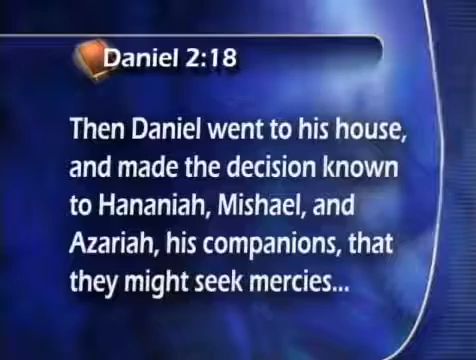 Daniel 2:18
Then Daniel went to his house,
and made the decision known
to Hananiah, Mishael, and
Azariah, his companions, that
they might seek mercies...